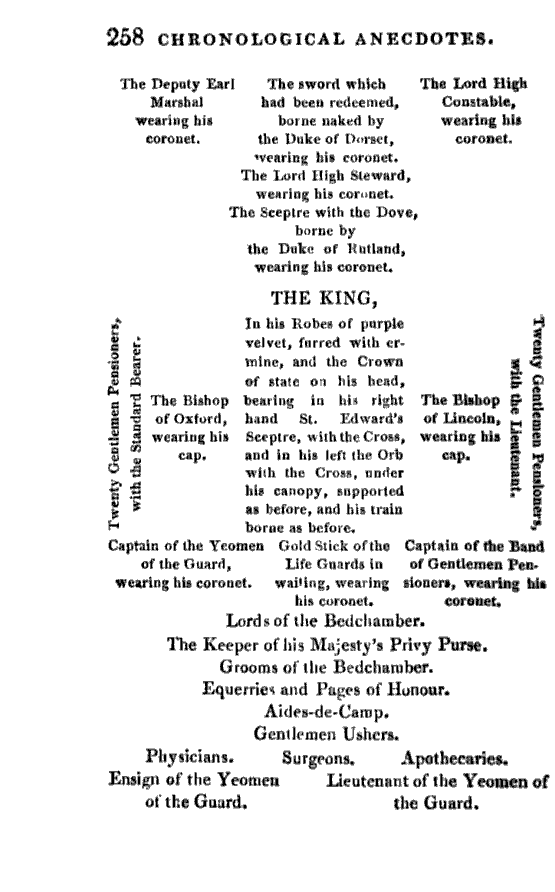 258 CHRONOLOGICAL ANECDOTES.
The Deputy Earl
Marshal
wearing his
coronet.
The sword which
had been redeemed,
borne naked by
the Duke of Dorset,
wearing his coronet.
The Lord High
Constable,
wearing his
coronet.
The Lord High Steward,
wearing his coronet.
The Sceptre with the Dove,
borne by
the Duke of Rutland,
wearing his coronet.
THE KING,
Twenty Gentlemen Pensioners,
with the Standard Bearer.
The Bishop
of Oxford,
wearing his
cap.
In his Robes of purple
velvet, furred with er-
mine, and the Crown
of state on his head,
bearing in his right
hand St. Edward's
Sceptre, with the Cross,
and in his left the Orb
with the Cross, under
his canopy, supported
as before, and his train
borne as before.
The Bishop
of Lincoln,
wearing his
cap.
Twenty Gentlemen Pensioners,
with the Lieutenant.
Captain of the Yeomen
of the Guard,
wearing his coronet.
Gold Stick of the
Life Guards in
waiting, wearing
his coronet.
Captain of the Band
of Gentlemen Pen-
sioners, wearing his
coronet.
Lords of the Bedchamber.
The Keeper of his Majesty's Privy Purse.
Grooms of the Bedchamber.
Equerries and Pages of Honour.
Aides-de-Camp.
Gentlemen Ushers.
Physicians. Surgeons. Apothecaries.
Ensign of the Yeomen
of the Guard.
Lieutenant of the Yeomen of
the Guard.